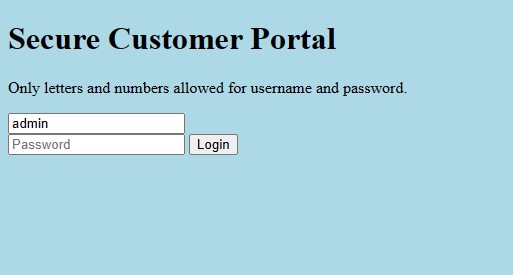 Secure Customer Portal
Only letters and numbers allowed for username and password.
admin
Password Login